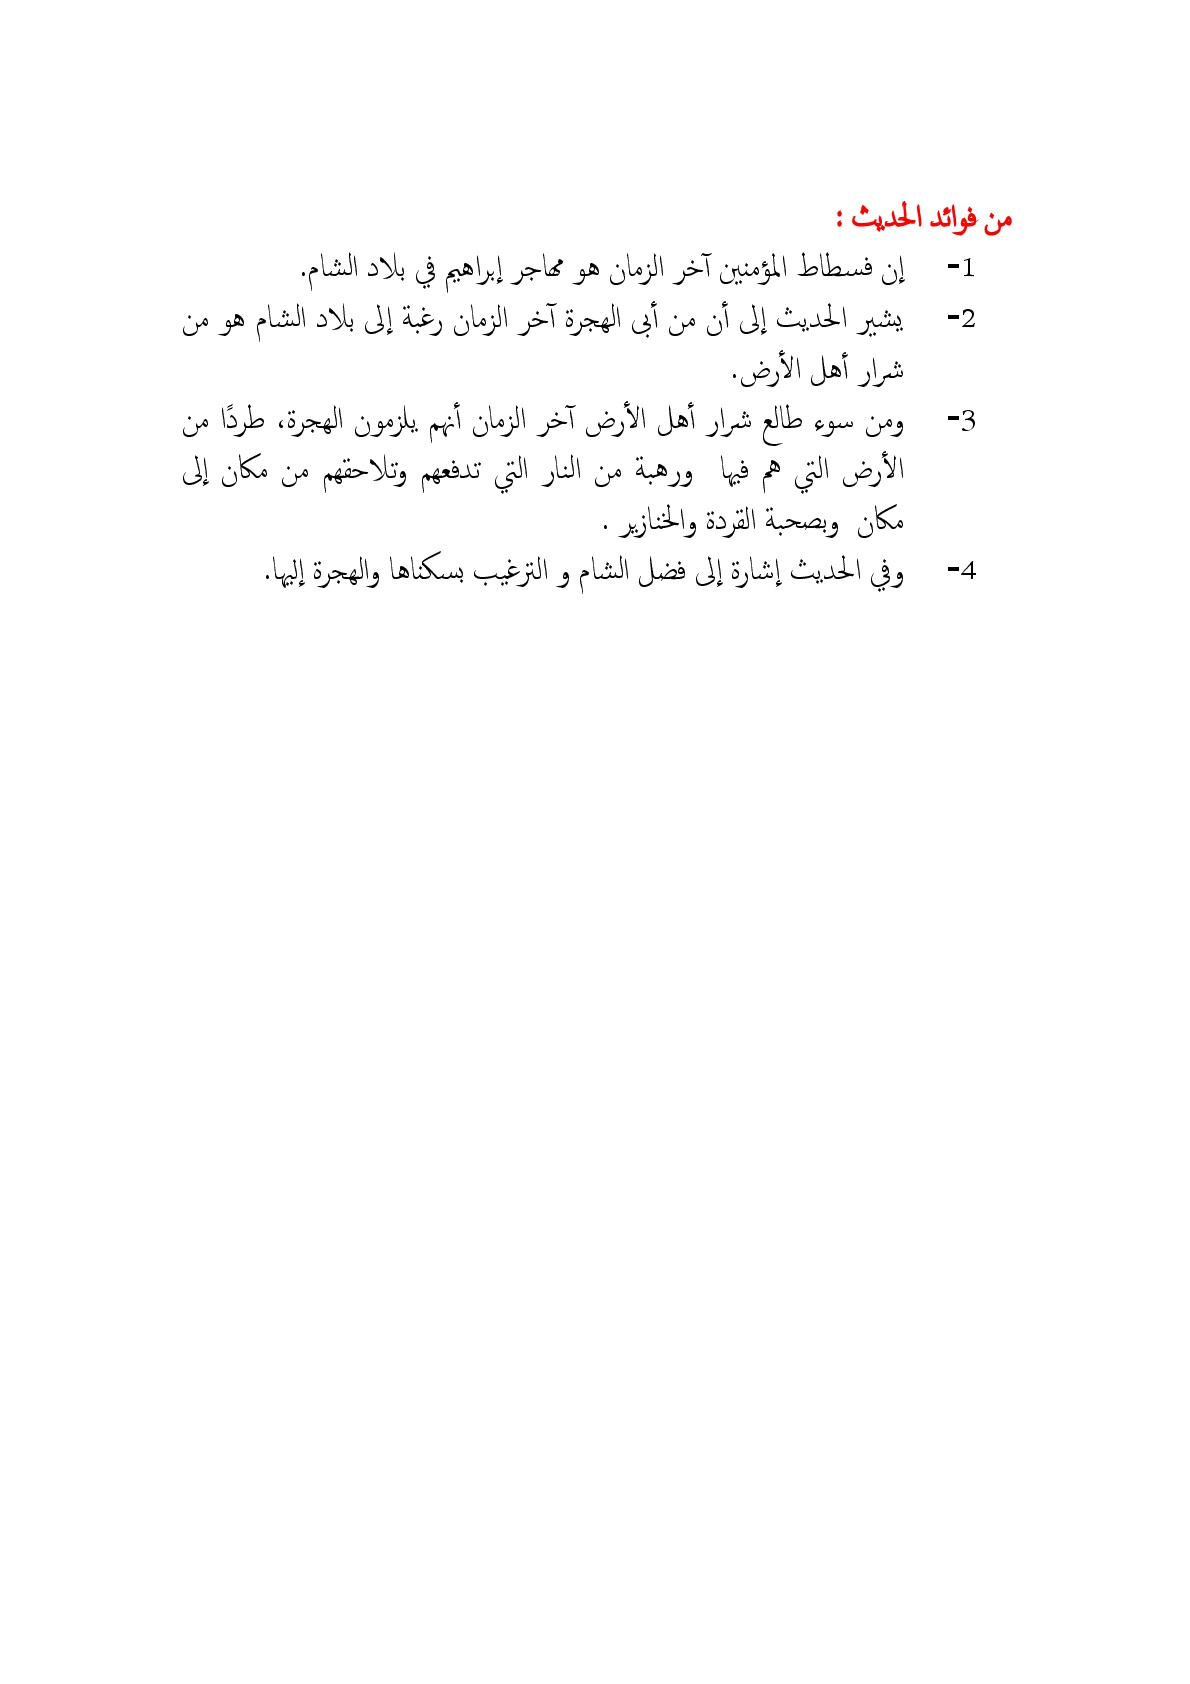 من فوائد الحديث :
1- إن فسطاط المؤمنين آخر الزمان هو مهاجر إبراهيم في بلاد الشام.
2- يشير الحديث إلى أن من أبى الهجرة آخر الزمان رغبة إلى بلاد الشام هو من
شرار أهل الأرض.
3- ومن سوء طالع شرار أهل الأرض آخر الزمان أنهم يلزمون الهجرة، طردًا من
الأرض التي هم فيها ورهبة من النار التي تدفعهم وتلاحقهم من مكان إلى
مكان وبصحبة القردة والخنازير .
4- وفي الحديث إشارة إلى فضل الشام و الترغيب بسكناها والهجرة إليها.